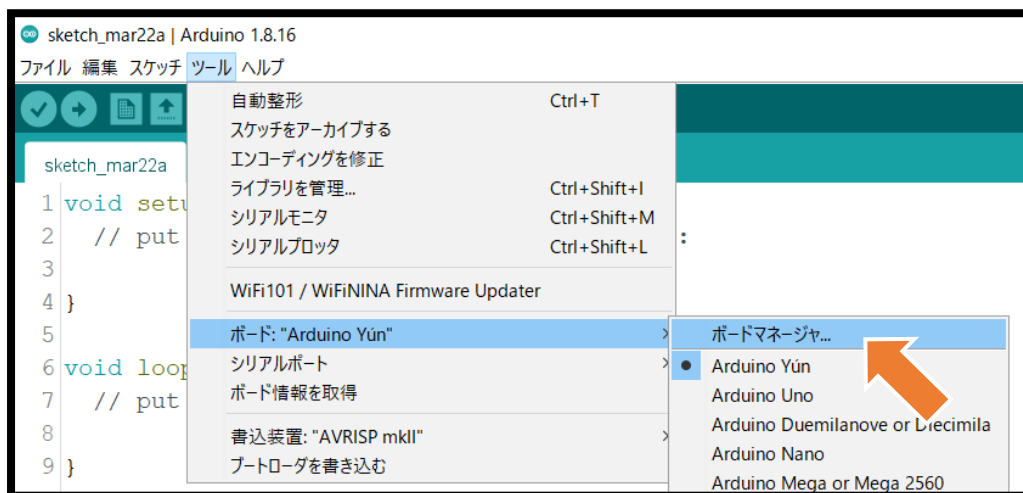 sketch_mar22a | Arduino 1.8.16
ファイル 編集 スケッチ ツール ヘルプ
自動整形 Ctrl+T
スケッチをアーカイブする
エンコーディングを修正
ライブラリを管理... Ctrl+Shift+I
シリアルモニタ Ctrl+Shift+M
シリアルプロッタ Ctrl+Shift+L
WiFi101 / WiFiNINA Firmware Updater
ボード: "Arduino Yún"
シリアルポート
ボード情報を取得
書込装置: "AVRISP mkII"
ブートローダを書き込む
ボードマネージャ...
Arduino Yún
Arduino Uno
Arduino Duemilanove or Diecimila
Arduino Nano
Arduino Mega or Mega 2560
sketch_mar22a
1 void setu
2 // put :
3
4 }
5
6 void loop
7 // put
8
9 }